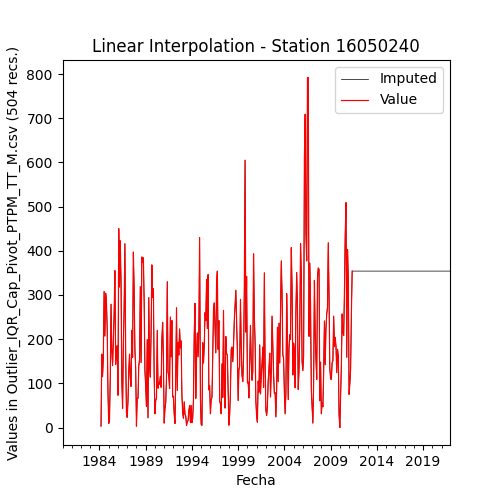 Linear Interpolation - Station 16050240
Values in Outlier_IQR_Cap_Pivot_PTPM_TT_M.csv (504 recs.)
800
700
600
500
400
300
200
100
0
Imputed
Value
1984 1989 1994 1999 2004 2009 2014 2019
Fecha